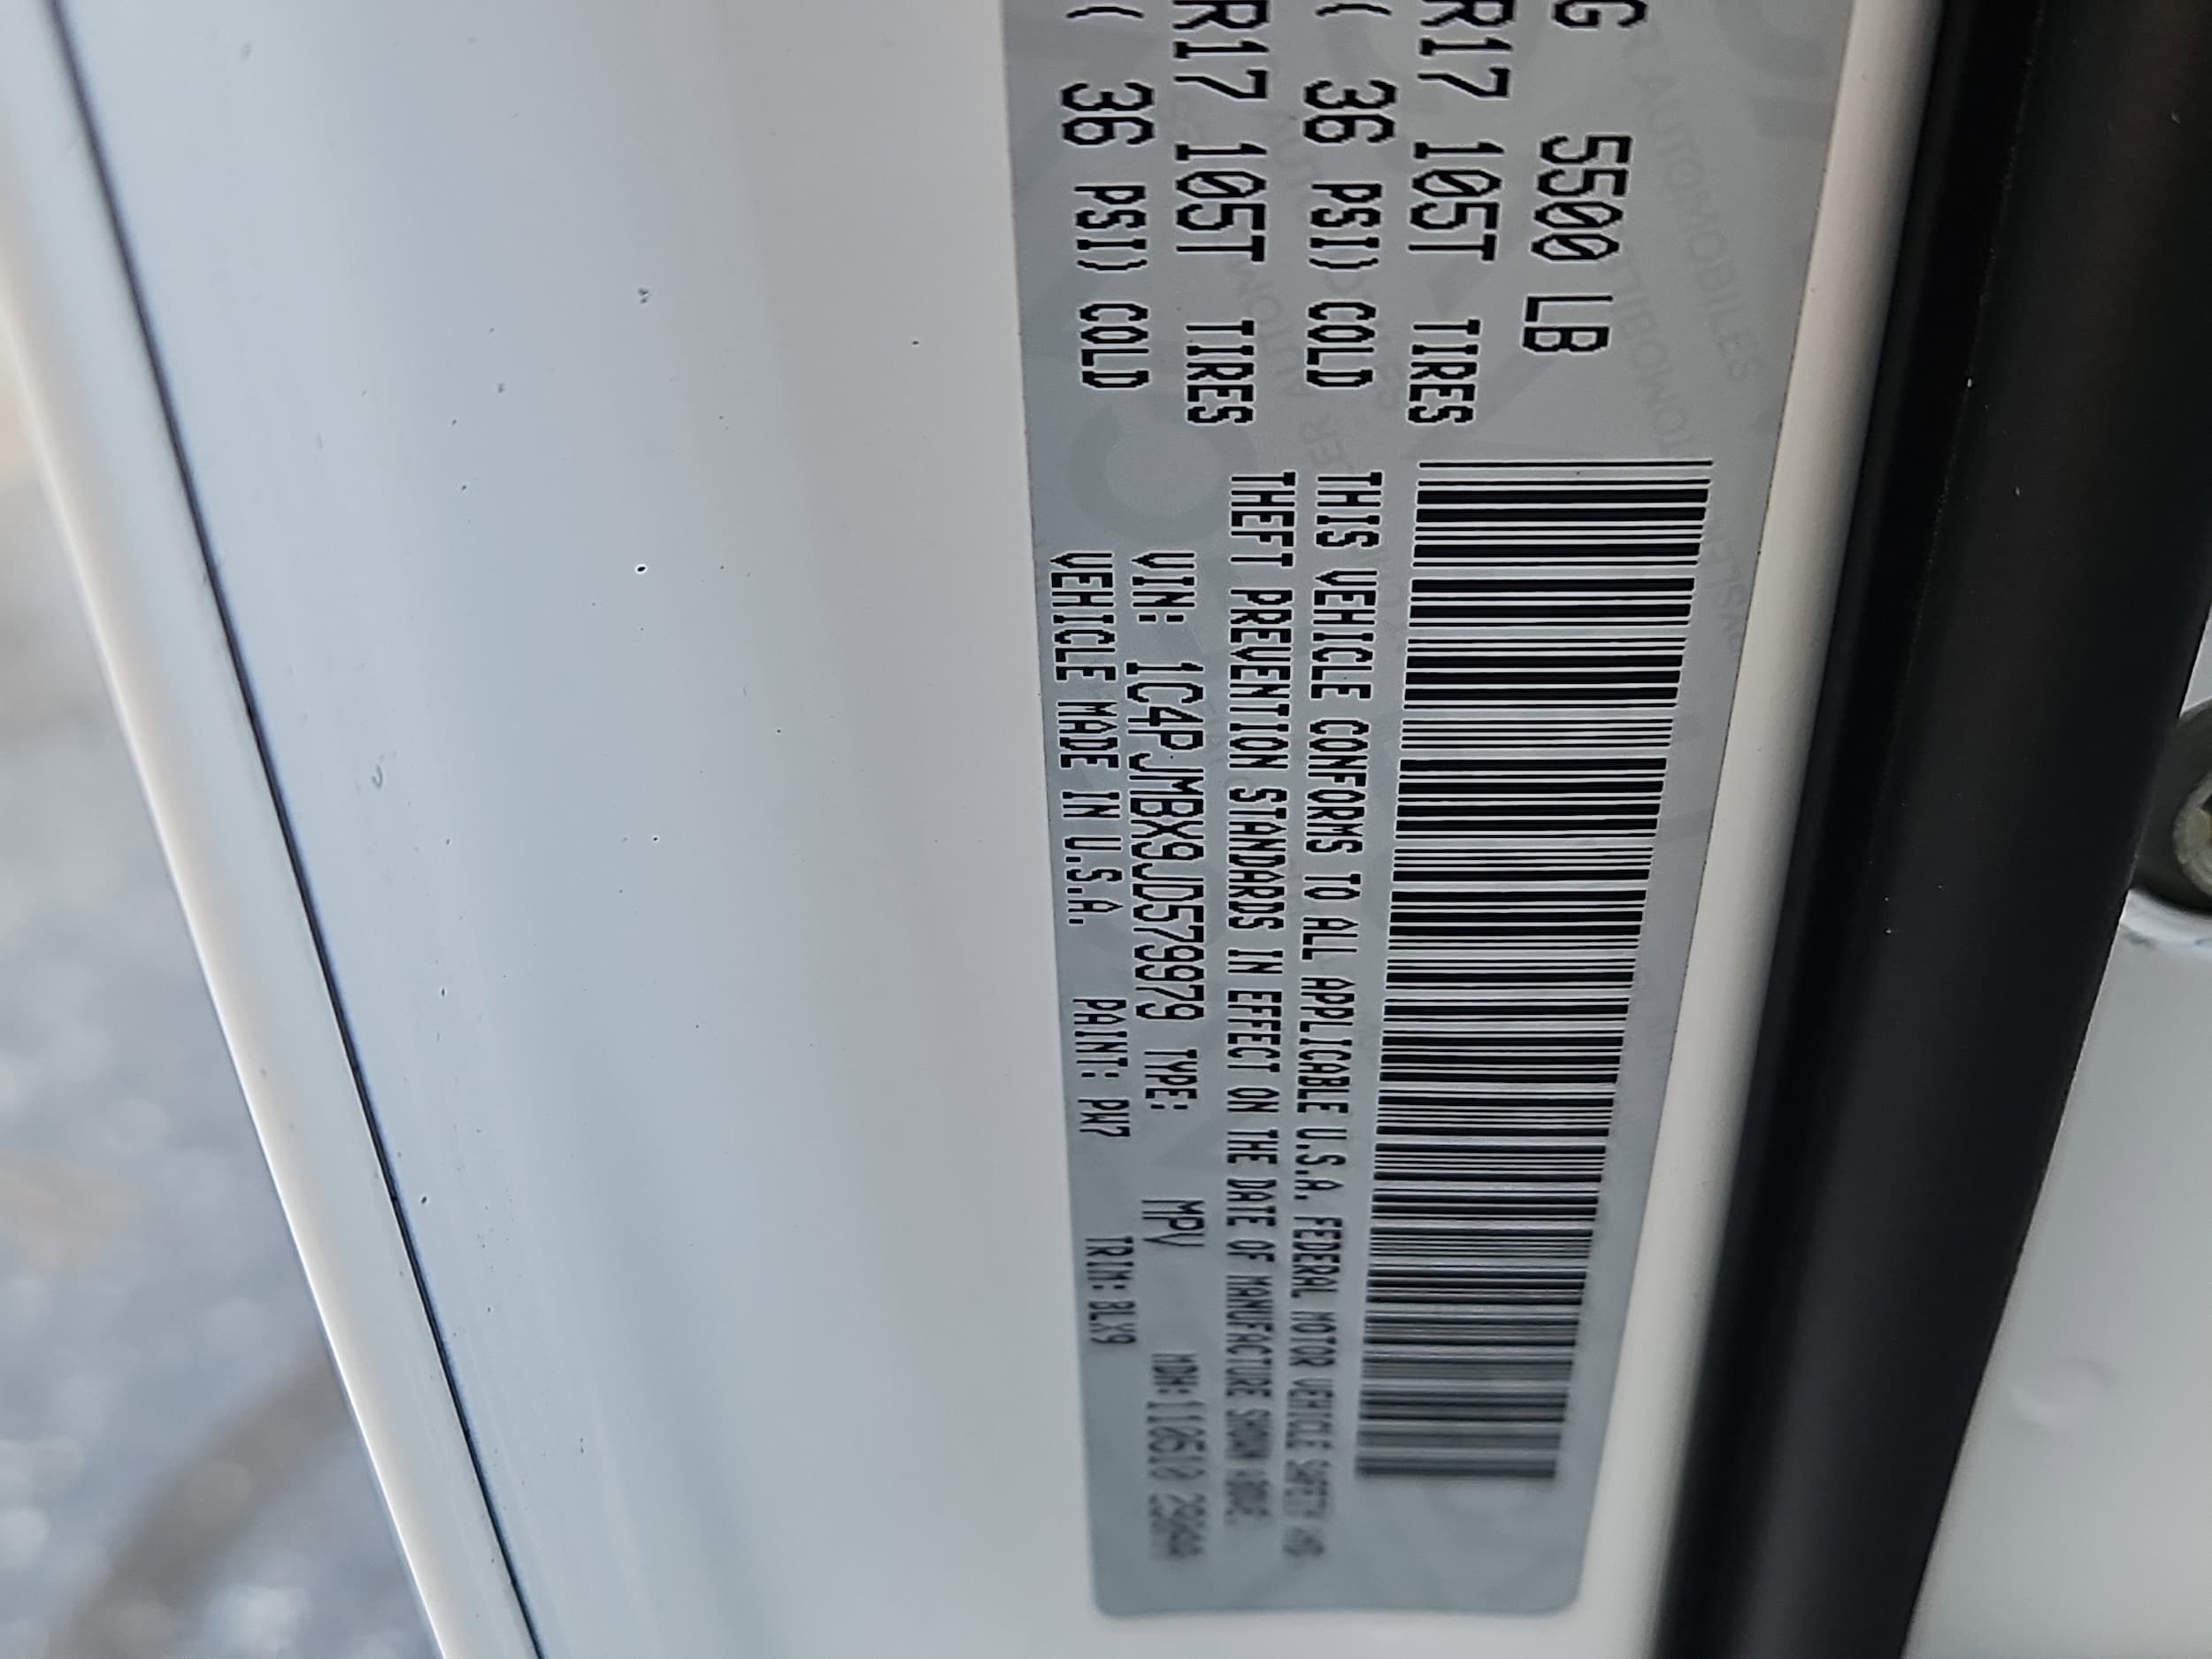 G 5500 LB
R17 105T TIRES
( 36 PSI) COLD
R17 105T TIRES
( 36 PSI) COLD
THIS VEHICLE CONFORMS TO ALL APPLICABLE U.S.A. FEDERAL MOTOR VEHICLE SAFETY AND
THEFT PREVENTION STANDARDS IN EFFECT ON THE DATE OF MANUFACTURE SHOWN ABOVE.
VIN: 1C4PJMBX9JD579979 TYPE: MPV MDH: 110510
VEHICLE MADE IN U.S.A. PAINT: PW7 TRIM: BLX9